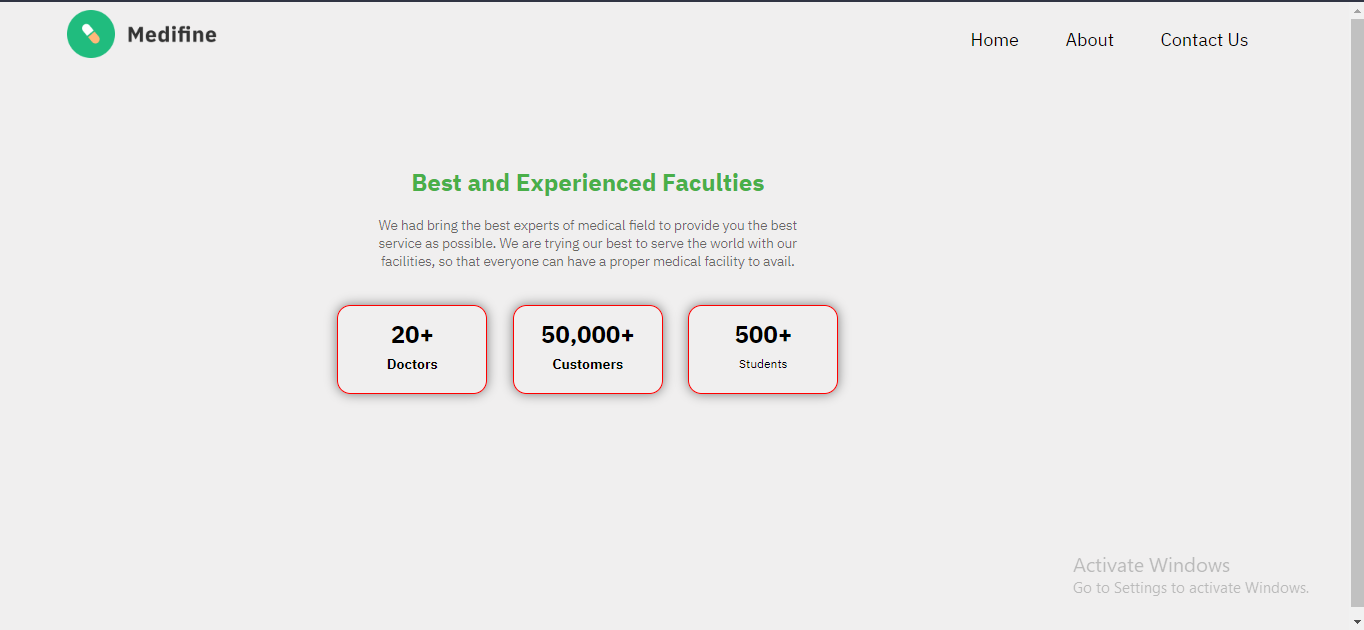 Medifine
Home About Contact Us
Best and Experienced Faculties
We had bring the best experts of medical field to provide you the best
service as possible. We are trying our best to serve the world with our
facilities, so that everyone can have a proper medical facility to avail.
20+ 50,000+ 500+
Doctors Customers Students
Activate Windows
Go to Settings to activate Windows.